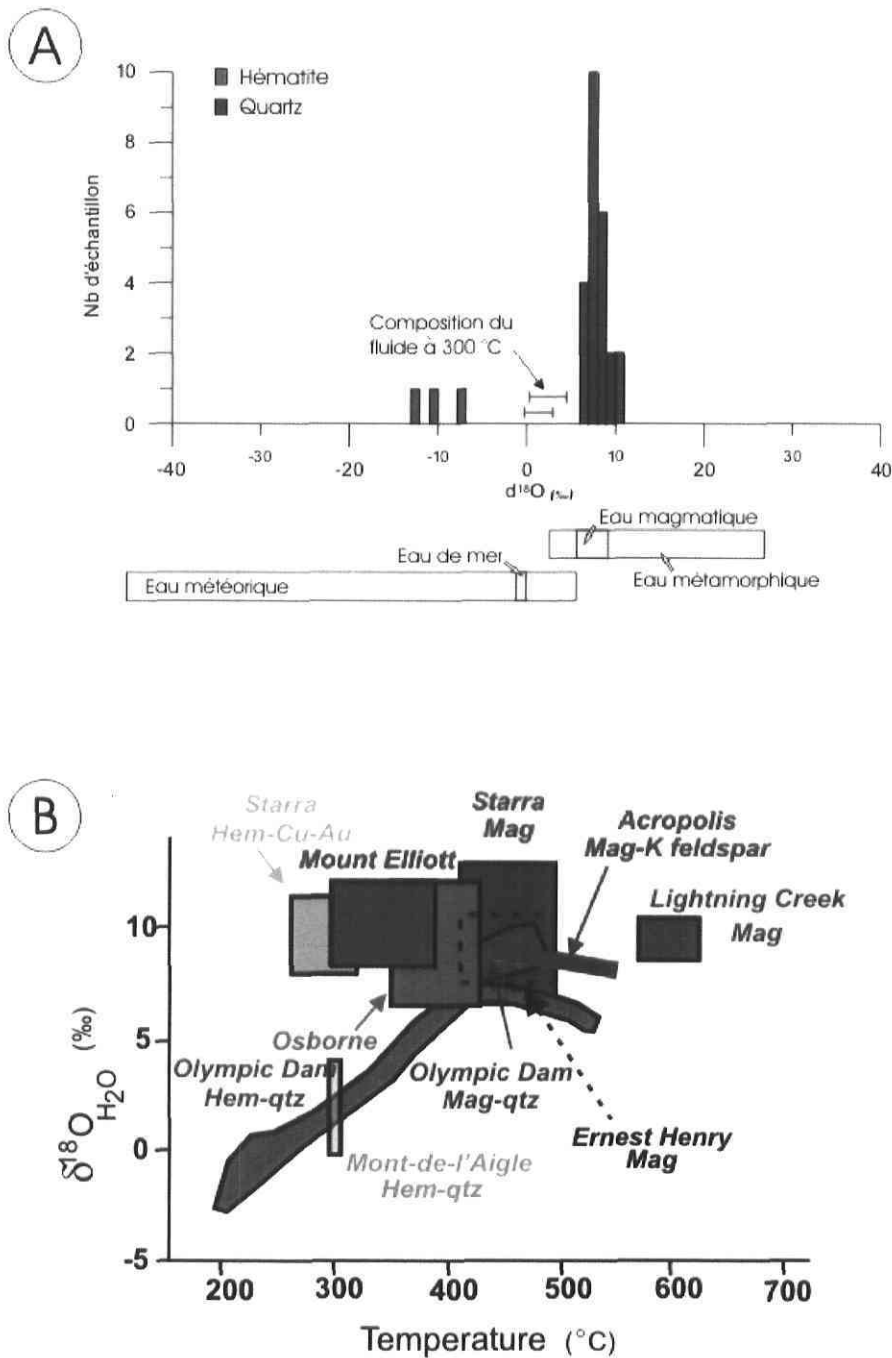 A
Hématite
Quartz
10
8
6
4
2
0
Nb d'échantillon
Composition du
fluide à 300 °C
-40
-30
-20
-10
0
10
20
30
40
d¹⁸O (‰)
Eau magmatique
Eau de mer
Eau métamorphique
Eau météorique
B
Starra
Hem-Cu-Au
Starra
Mag
Mount Elliott
Acropolis
Mag-K feldspar
Lightning Creek
Mag
Osborne
Olympic Dam
Hem-qtz
Olympic Dam
Mag-qtz
Ernest Henry
Mag
Mont-de-l'Aigle
Hem-qtz
10
5
0
-5
δ¹⁸O H₂O (‰)
200
300
400
500
600
700
Temperature (°C)